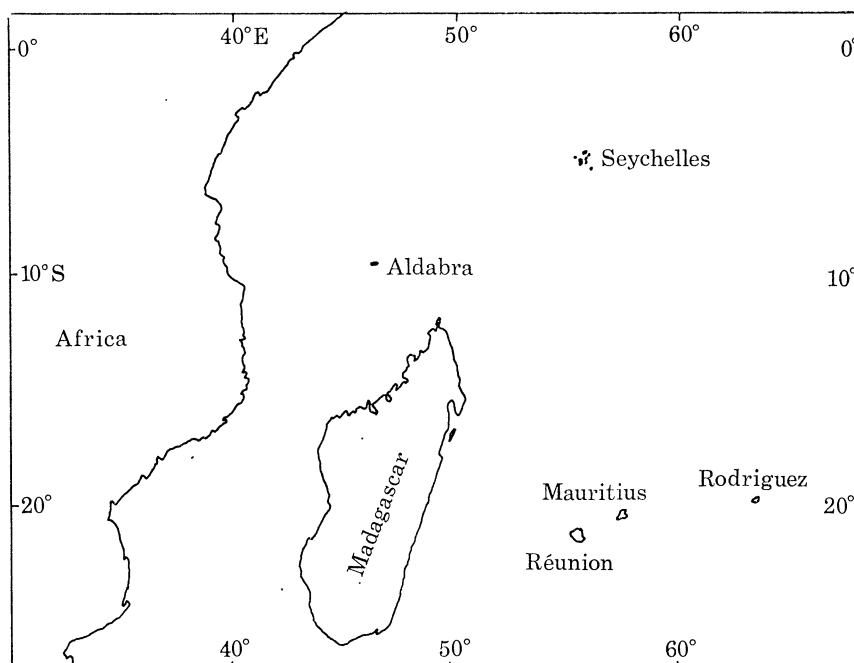 40°E 50° 60°
0° 0°
Seychelles
Aldabra
10°S 10°
Africa
Madagascar
Rodriguez
Mauritius
20° 20°
Réunion
40° 50° 60°